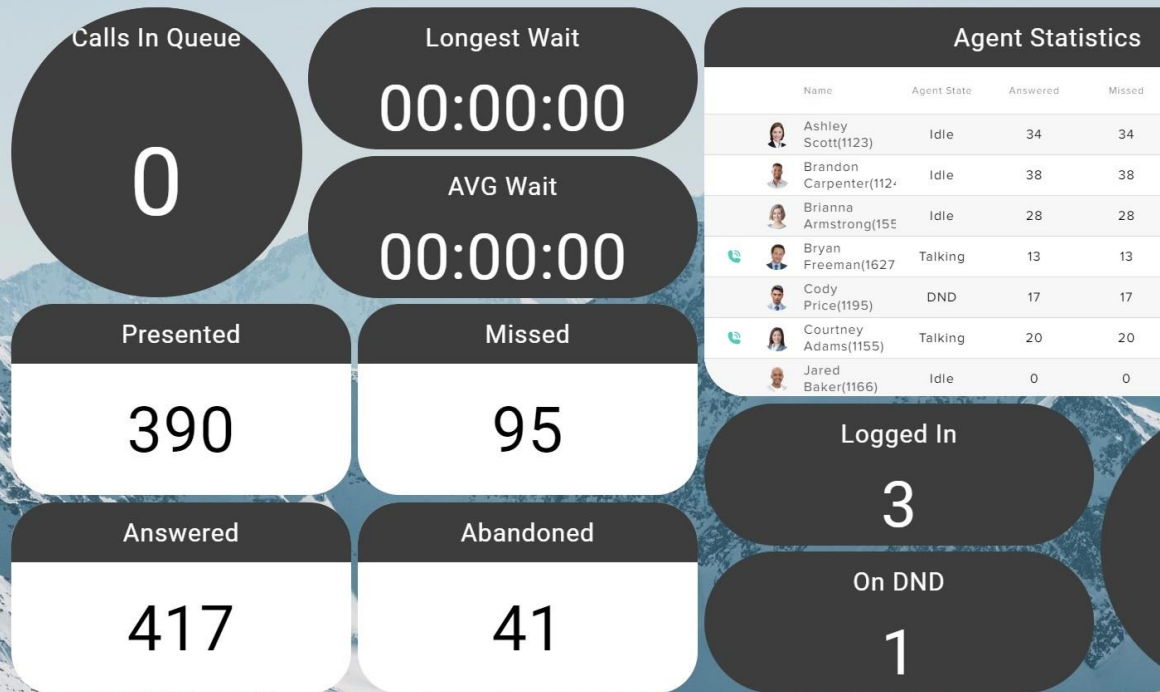 Calls In Queue
0
Longest Wait
00:00:00
AVG Wait
00:00:00
Presented
390
Missed
95
Answered
417
Abandoned
41
Agent Statistics
Name Agent State Answered Missed
Ashley
Scott(1123) Idle 34 34
Brandon
Carpenter(112 Idle 38 38
Brianna
Armstrong(155 Idle 28 28
Bryan
Freeman(1627 Talking 13 13
Cody
Price(1195) DND 17 17
Courtney
Adams(1155) Talking 20 20
Jared
Baker(1166) Idle 0 0
Logged In
3
On DND
1